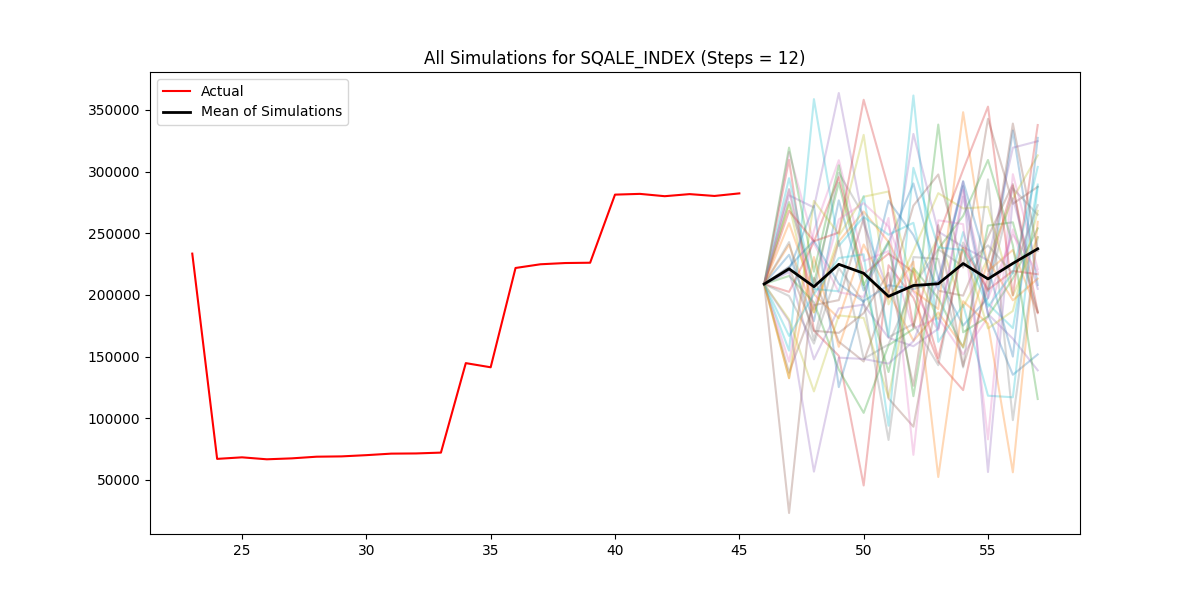 All Simulations for SQALE_INDEX (Steps = 12)
Actual
Mean of Simulations
350000
300000
250000
200000
150000
100000
50000
25 30 35 40 45 50 55